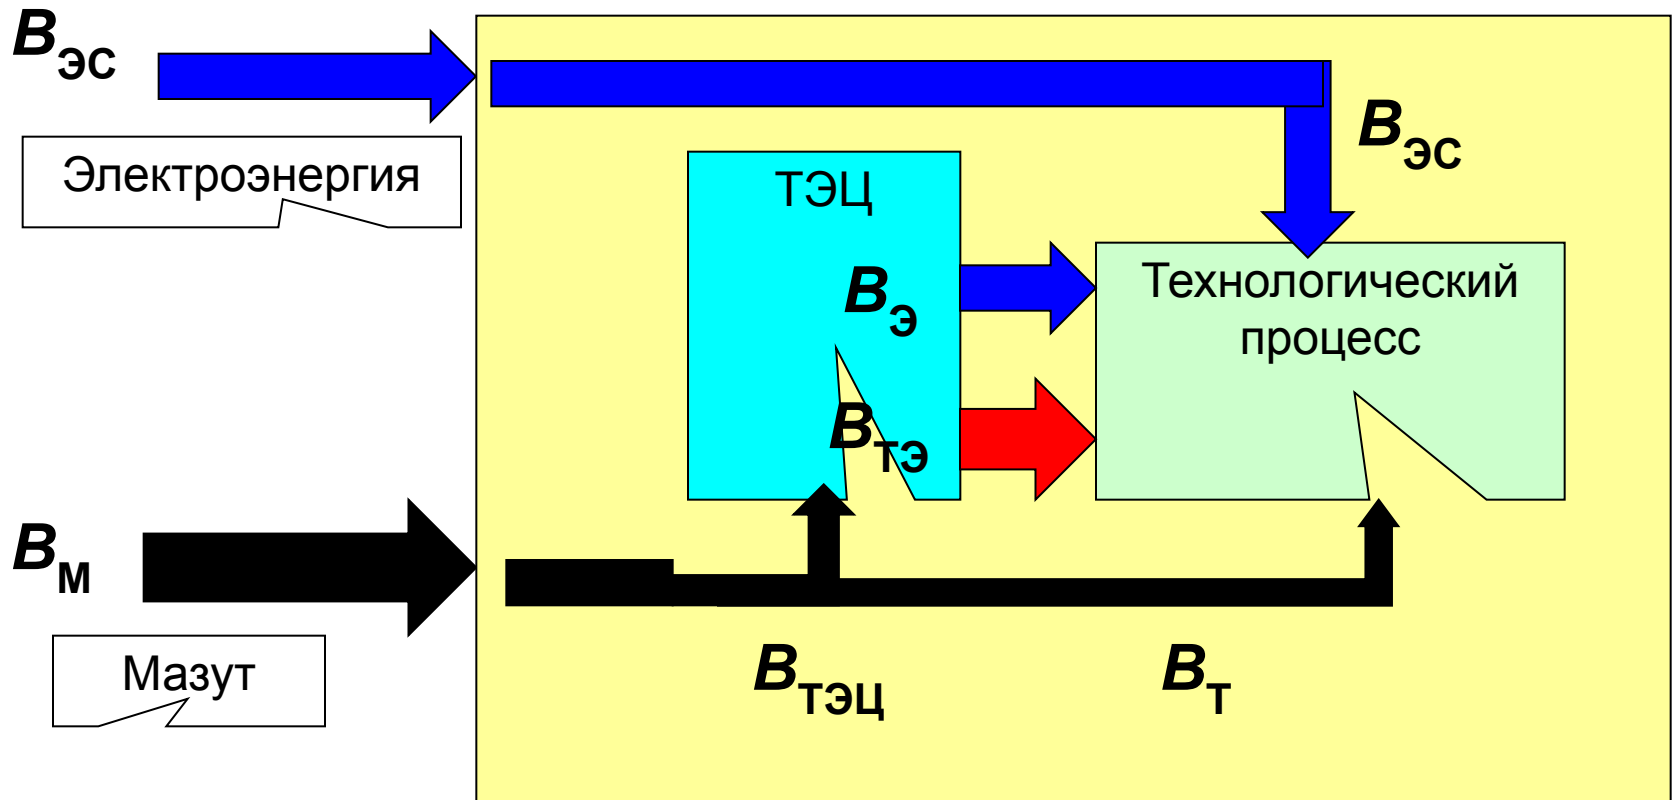 BЭС
Электроэнергия
BЭС
ТЭЦ
BЭ
Технологический
процесс
BТЭ
BМ
Мазут
BТЭЦ
BТ